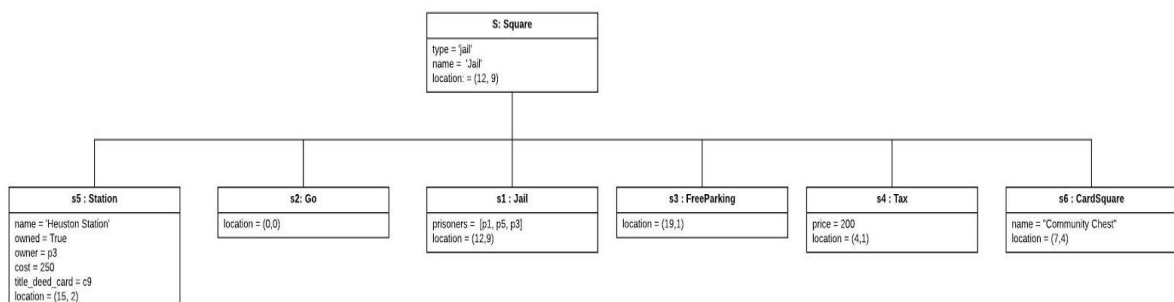 S: Square
type = 'jail'
name = 'Jail'
location: = (12, 9)
s5 : Station
name = 'Heuston Station'
owned = True
owner = p3
cost = 250
title_deed_card = c9
location = (15, 2)
s2: Go
location = (0,0)
s1 : Jail
prisoners = [p1, p5, p3]
location = (12,9)
s3 : FreeParking
location = (19,1)
s4 : Tax
price = 200
location = (4,1)
s6 : CardSquare
name = "Community Chest"
location = (7,4)